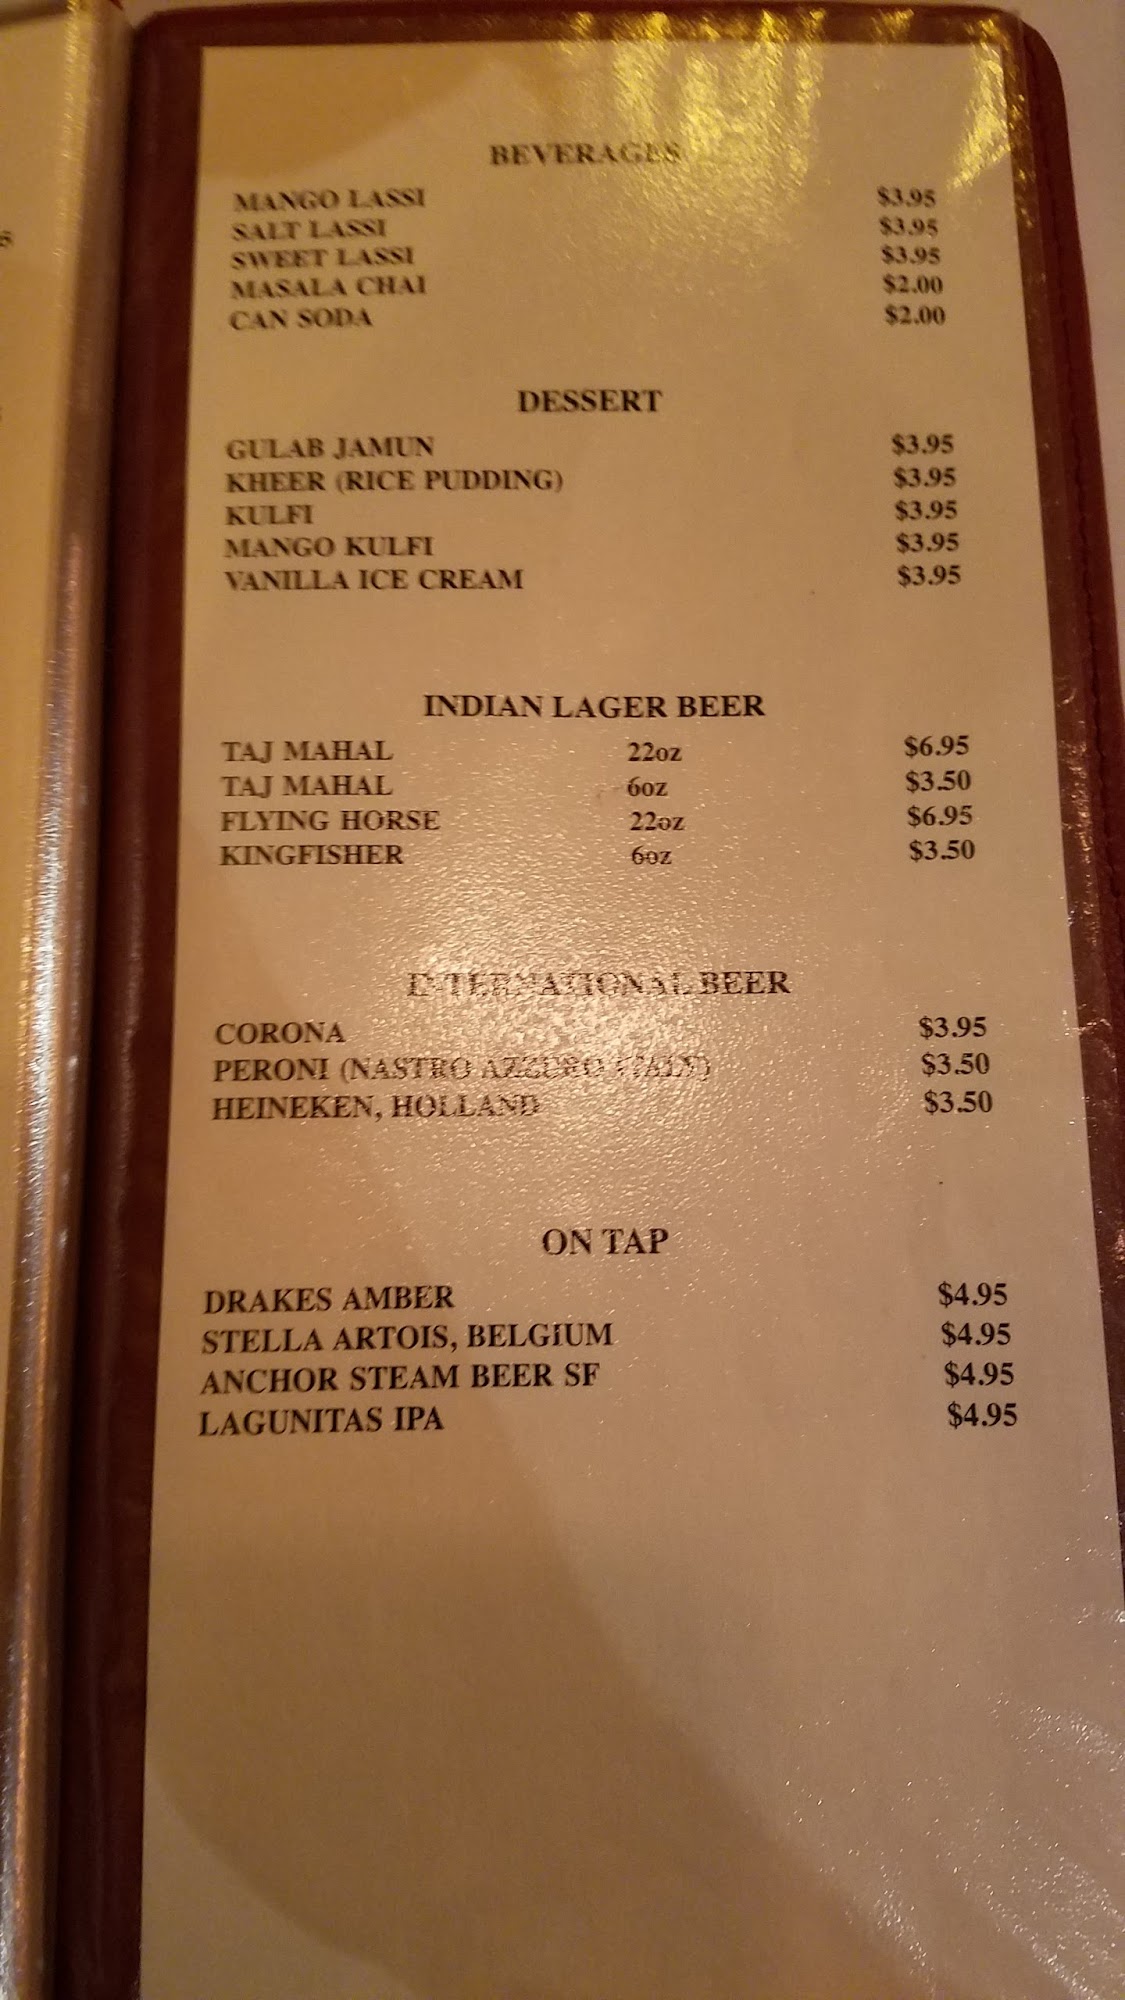 BEVERAGES
MANGO LASSI $3.95
SALT LASSI $3.95
SWEET LASSI $3.95
MASALA CHAI $2.00
CAN SODA $2.00
DESSERT
GULAB JAMUN $3.95
KHEER (RICE PUDDING) $3.95
KULFI $3.95
MANGO KULFI $3.95
VANILLA ICE CREAM $3.95
INDIAN LAGER BEER
TAJ MAHAL 22oz $6.95
TAJ MAHAL 6oz $3.50
FLYING HORSE 22oz $6.95
KINGFISHER 6oz $3.50
INTERNATIONAL BEER
CORONA $3.95
PERONI (NASTRO AZZURO ITALY) $3.50
HEINEKEN, HOLLAND $3.50
ON TAP
DRAKES AMBER $4.95
STELLA ARTOIS, BELGIUM $4.95
ANCHOR STEAM BEER SF $4.95
LAGUNITAS IPA $4.95